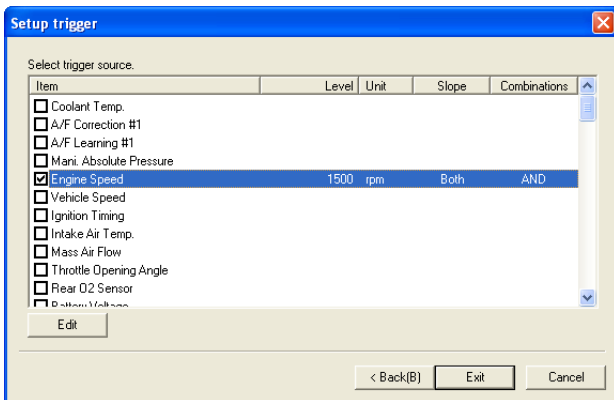 Setup trigger
Select trigger source.
Item Level Unit Slope Combinations
Coolant Temp.
A/F Correction #1
A/F Learning #1
Mani. Absolute Pressure
Engine Speed 1500 rpm Both AND
Vehicle Speed
Ignition Timing
Intake Air Temp.
Mass Air Flow
Throttle Opening Angle
Rear O2 Sensor
Battery Voltage
Edit
< Back(B) Exit Cancel